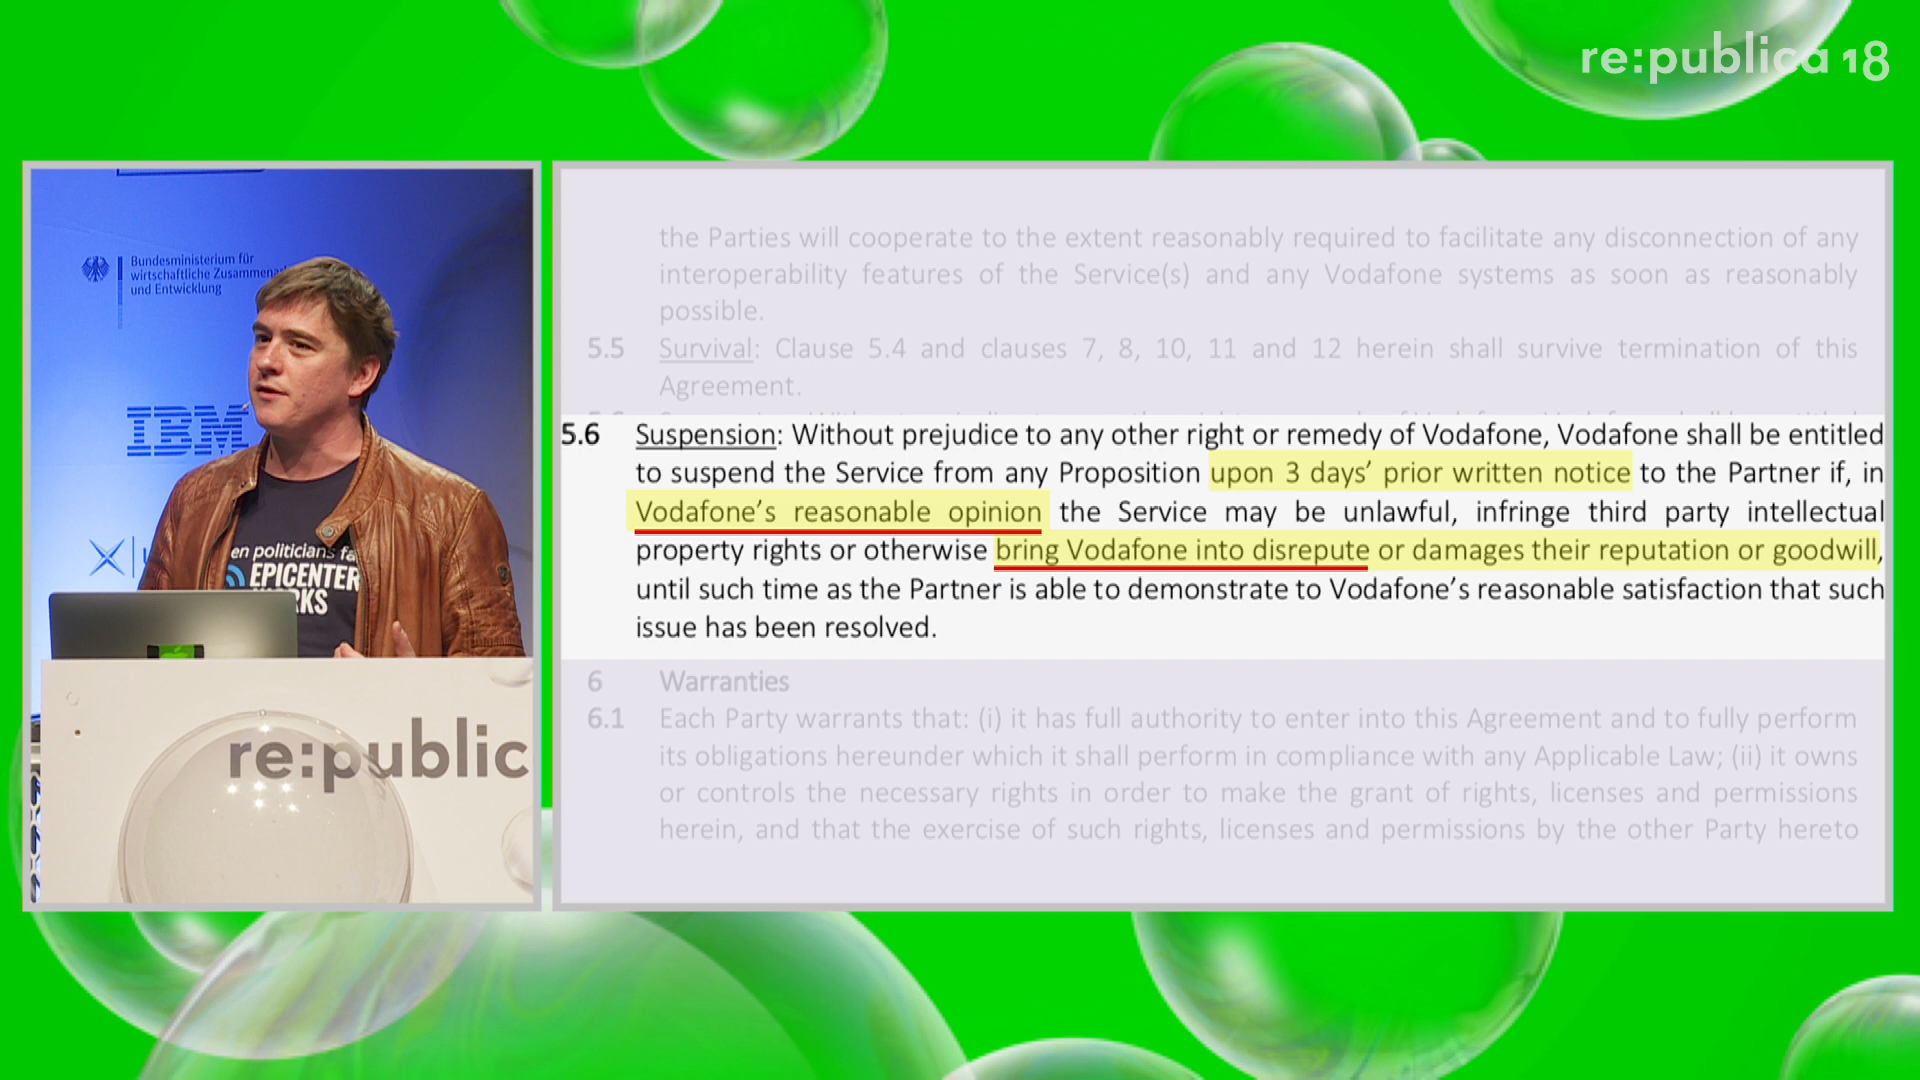 re:publica 18
Bundesministerium für
wirtschaftliche
und Entwicklung
IBM
en politicians
EPICENTER
re:public
the Parties will cooperate to the extent reasonably required to facilitate any disconnection of any
interoperability features of the Service(s) and any Vodafone systems as soon as reasonably
possible.
5.5 Survival: Clause 5.4 and clauses 7, 8, 10, 11 and 12 herein shall survive termination of this
Agreement.
5.6 Suspension: Without prejudice to any other right or remedy of Vodafone, Vodafone shall be entitled
to suspend the Service from any Proposition upon 3 days’ prior written notice to the Partner if, in
Vodafone’s reasonable opinion the Service may be unlawful, infringe third party intellectual
property rights or otherwise bring Vodafone into disrepute or damages their reputation or goodwill,
until such time as the Partner is able to demonstrate to Vodafone’s reasonable satisfaction that such
issue has been resolved.
6 Warranties
6.1 Each Party warrants that: (i) it has full authority to enter into this Agreement and to fully perform
its obligations hereunder which it shall perform in compliance with any Applicable Law; (ii) it owns
or controls the necessary rights in order to make the grant of rights, licenses and permissions
herein, and that the exercise of such rights, licenses and permissions by the other Party hereto